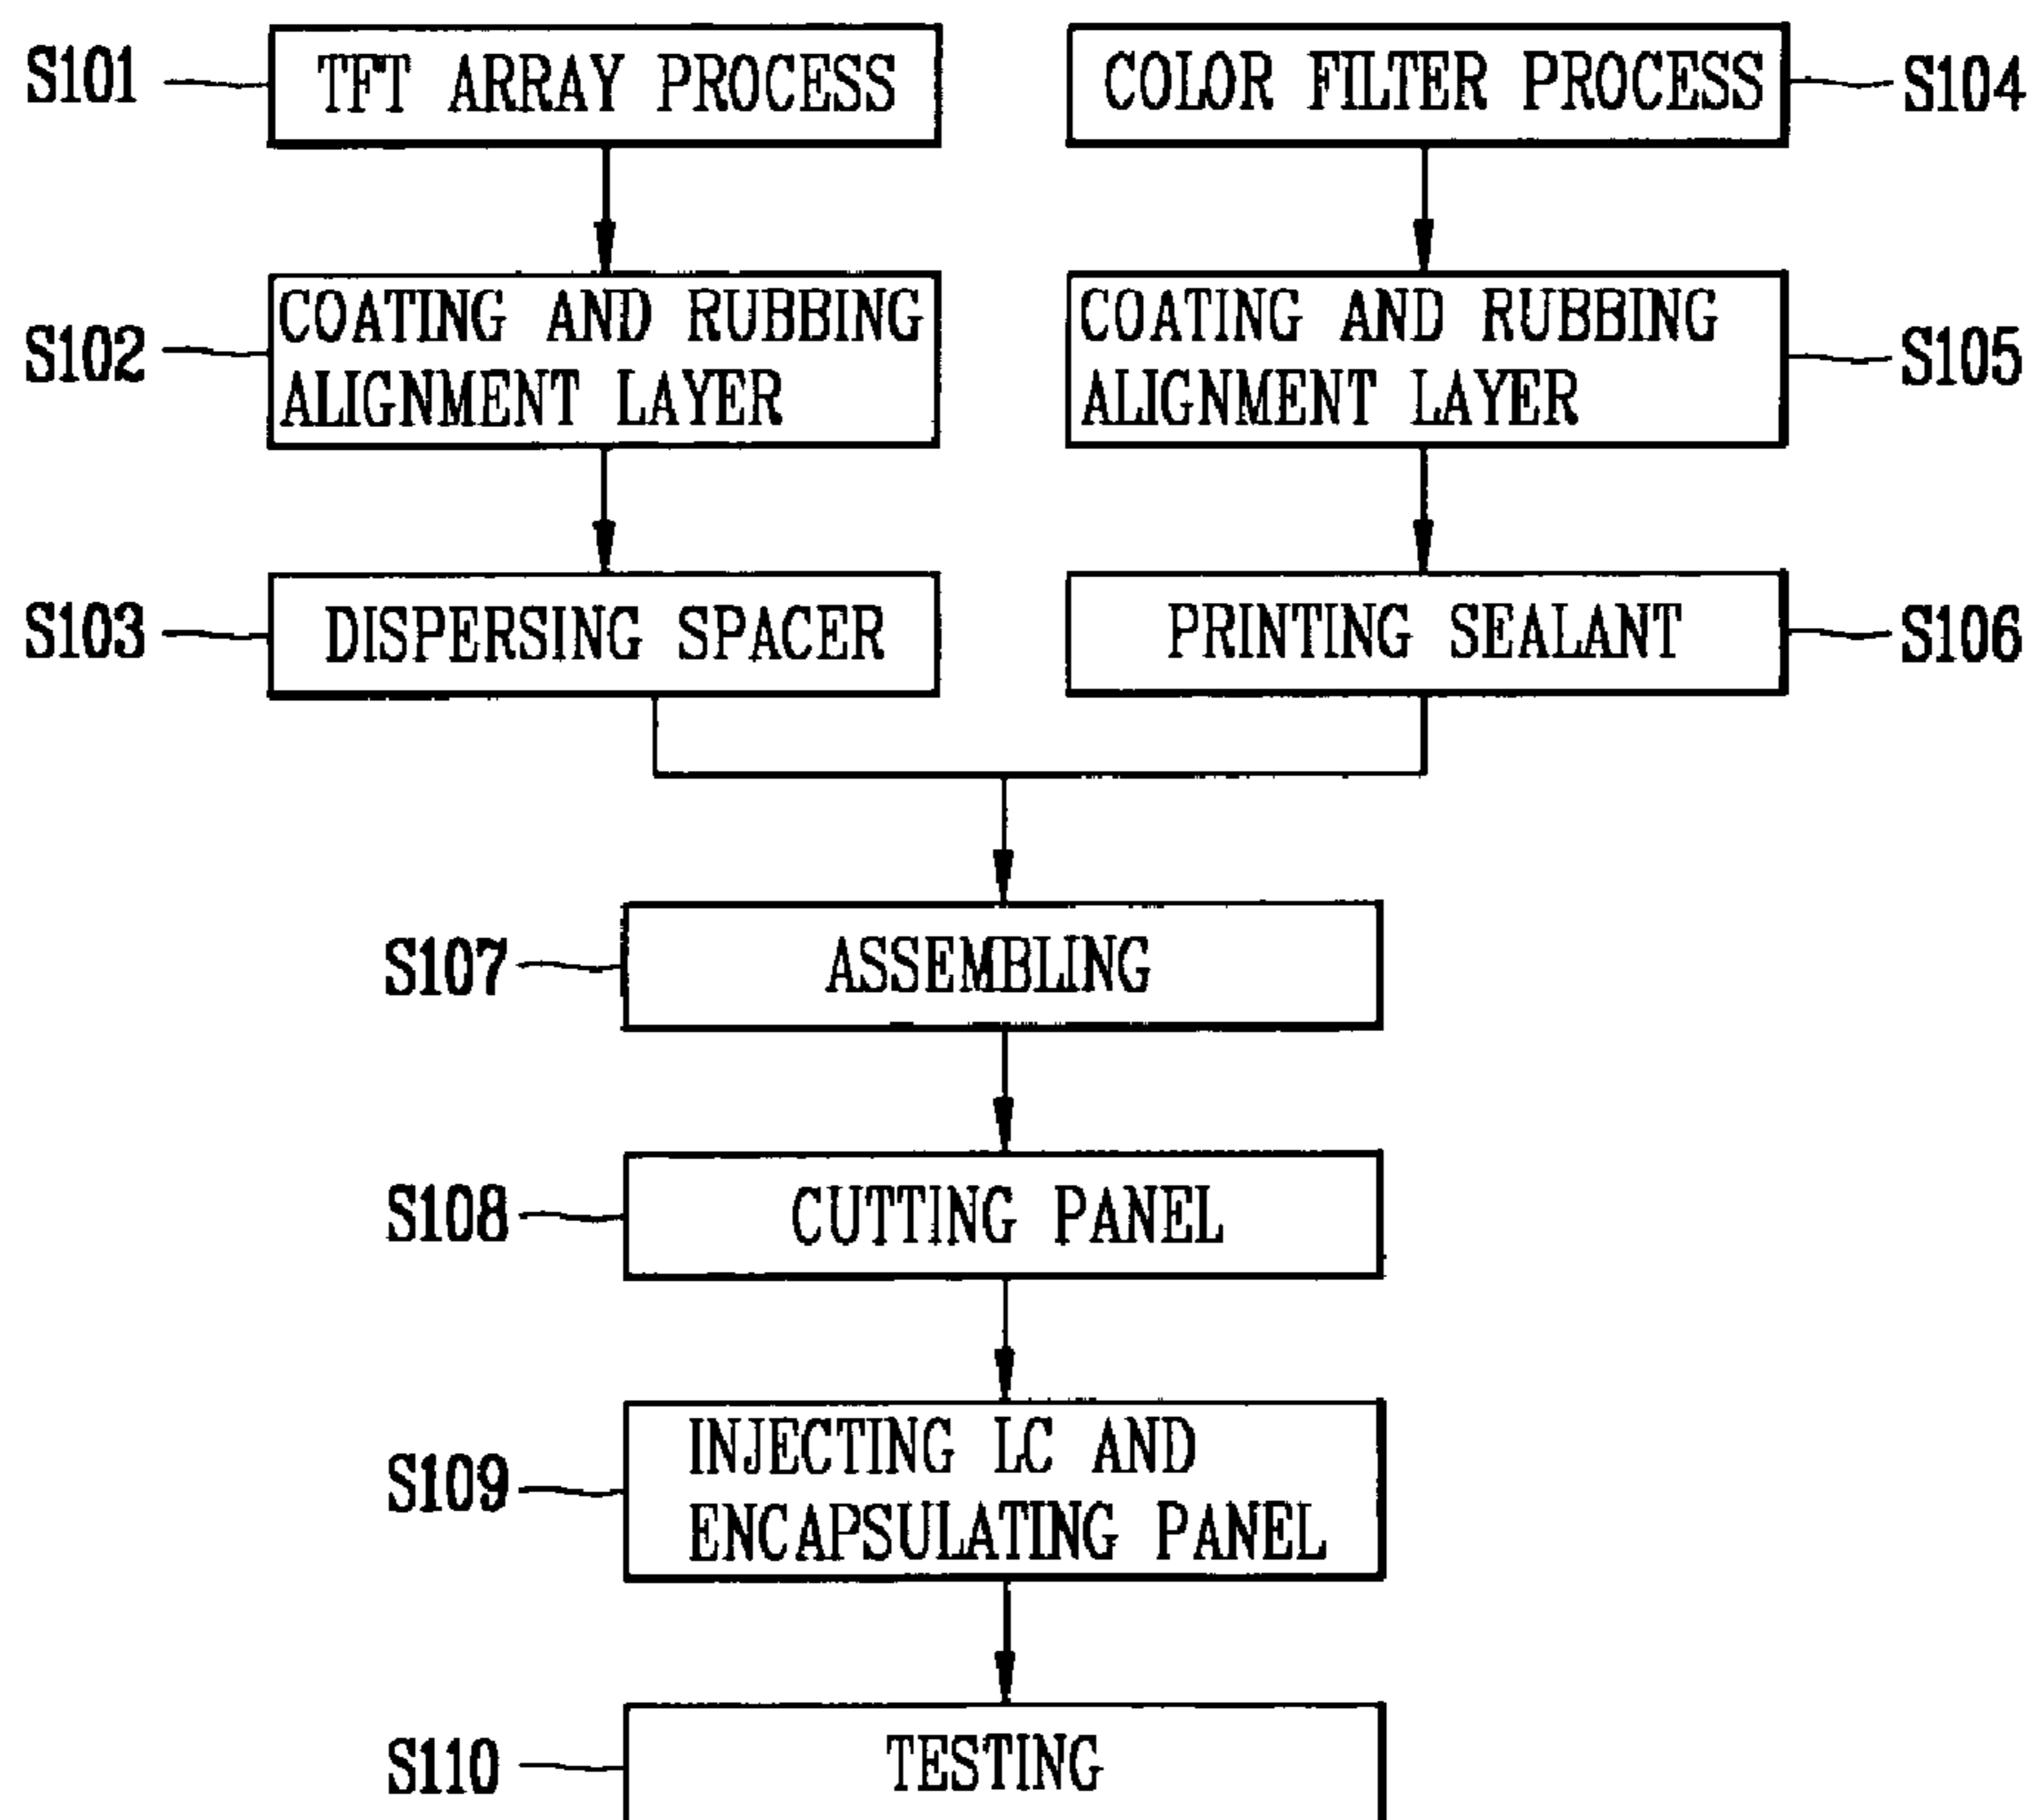 S101
TFT ARRAY PROCESS
COLOR FILTER PROCESS
S104
S102
COATING AND RUBBING
ALIGNMENT LAYER
COATING AND RUBBING
ALIGNMENT LAYER
S105
S103
DISPERSING SPACER
PRINTING SEALANT
S106
S107
ASSEMBLING
S108
CUTTING PANEL
S109
INJECTING LC AND
ENCAPSULATING PANEL
S110
TESTING